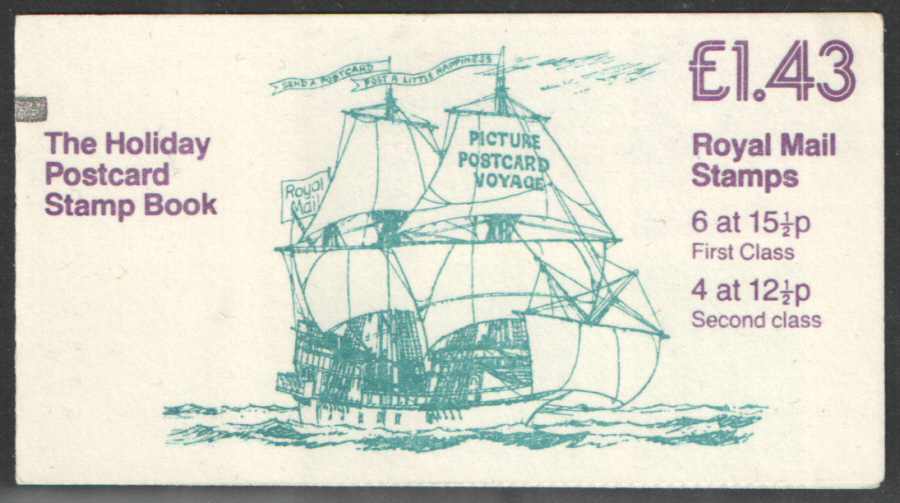 The Holiday
Postcard
Stamp Book
SEND A POSTCARD
POST A LITTLE HAPPINESS
PICTURE
POSTCARD
VOYAGE
Royal
Mail
£1.43
Royal Mail
Stamps
6 at 15½p
First Class
4 at 12½p
Second class